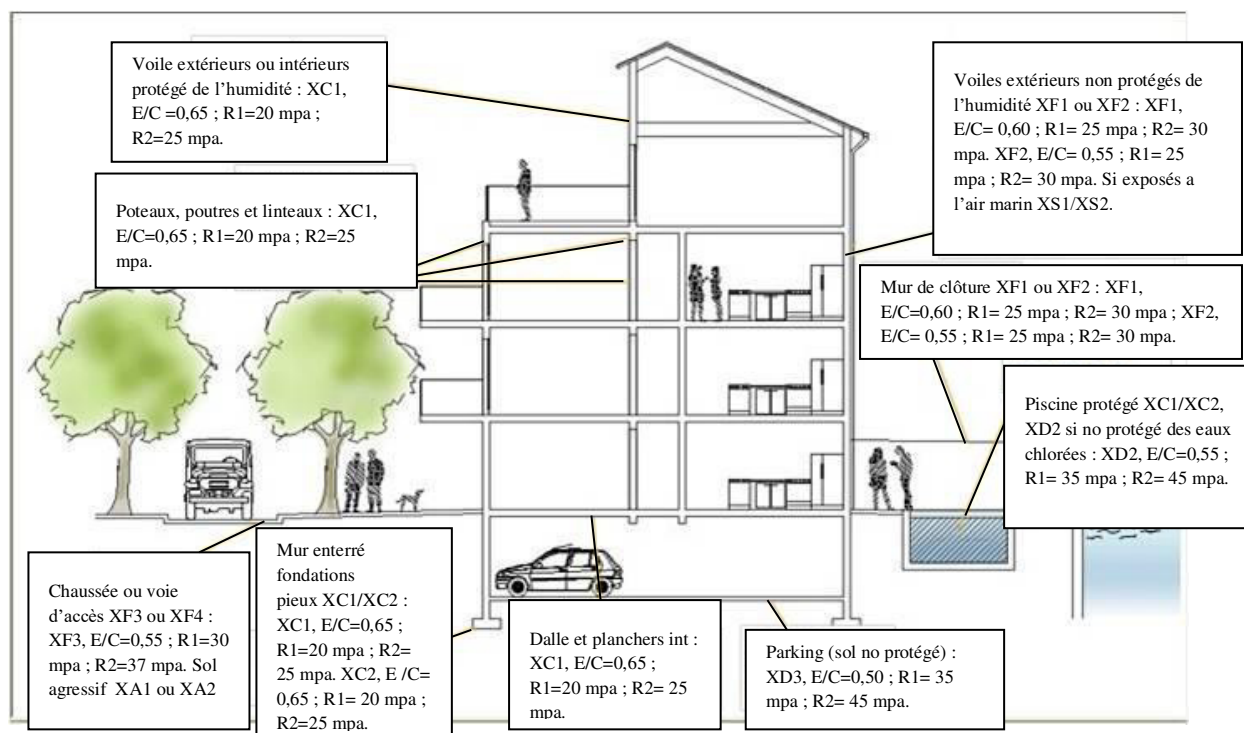 Voile extérieurs ou intérieurs
protégé de l’humidité : XC1,
E/C =0,65 ; R1=20 mpa ;
R2=25 mpa.
Poteaux, poutres et linteaux : XC1,
E/C=0,65 ; R1=20 mpa ; R2=25
mpa.
Voiles extérieurs non protégés de
l’humidité XF1 ou XF2 : XF1,
E/C= 0,60 ; R1= 25 mpa ; R2= 30
mpa. XF2, E/C= 0,55 ; R1= 25
mpa ; R2= 30 mpa. Si exposés a
l’air marin XS1/XS2.
Mur de clôture XF1 ou XF2 : XF1,
E/C=0,60 ; R1= 25 mpa ; R2= 30 mpa ; XF2,
E/C= 0,55 ; R1= 25 mpa ; R2= 30 mpa.
Piscine protégé XC1/XC2,
XD2 si no protégé des eaux
chlorées : XD2, E/C=0,55 ;
R1= 35 mpa ; R2= 45 mpa.
Chaussée ou voie
d’accès XF3 ou XF4 :
XF3, E/C=0,55 ; R1=30
mpa ; R2=37 mpa. Sol
agressif XA1 ou XA2
Mur enterré
fondations
pieux XC1/XC2 :
XC1, E/C=0,65 ;
R1=20 mpa ; R2=
25 mpa. XC2, E /C=
0,65 ; R1= 20 mpa ;
R2=25 mpa.
Dalle et planchers int :
XC1, E/C=0,65 ;
R1=20 mpa ; R2= 25
mpa.
Parking (sol no protégé) :
XD3, E/C=0,50 ; R1= 35
mpa ; R2= 45 mpa.